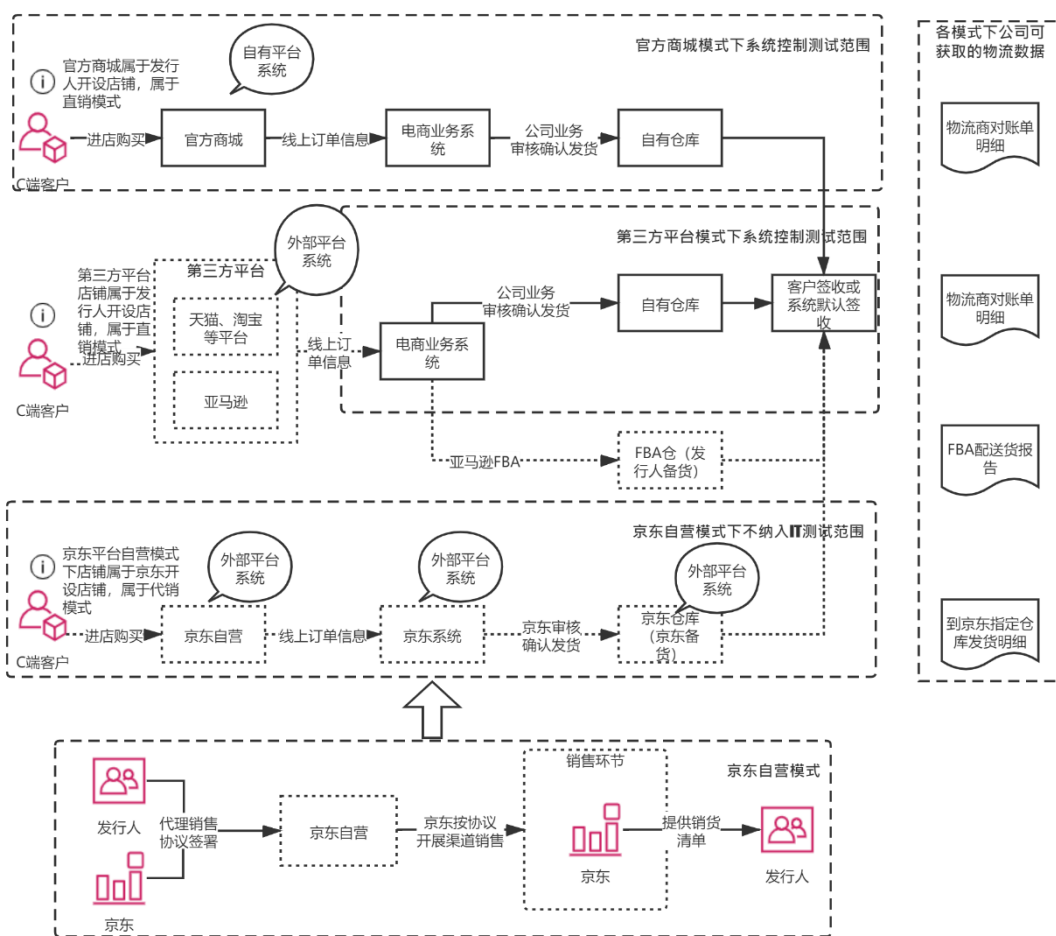 官方商城模式下系统控制测试范围
自有平台
系统
官方商城属于发行
人开设店铺，属于
直销模式
进店购买
官方商城
线上订单信息
电商业务系
统
公司业务
审核确认发货
自有仓库
C端客户
第三方平台模式下系统控制测试范围
外部平台
系统
第三方平台
第三方平台
店铺属于发
行人开设店
铺，属于直
销模式
进店购买
C端客户
天猫、淘宝
等平台
亚马逊
线上订
单信息
电商业务系
统
公司业务
审核确认发货
自有仓库
客户签收或
系统默认签
收
亚马逊FBA
FBA仓（发
行人备货）
京东自营模式下不纳入IT测试范围
京东平台自营模式
下店铺属于京东开
设店铺，属于代销
模式
外部平台
系统
外部平台
系统
外部平台
系统
进店购买
京东自营
线上订单信息
京东系统
京东审核
确认发货
京东仓库
（京东备
货）
C端客户
京东自营模式
发行人
京东
代理销售
协议签署
京东自营
京东按协议
开展渠道销售
销售环节
京东
提供销货
清单
发行人
各模式下公司可
获取的物流数据
物流商对账单
明细
物流商对账单
明细
FBA配送货报
告
到京东指定仓
库发货明细